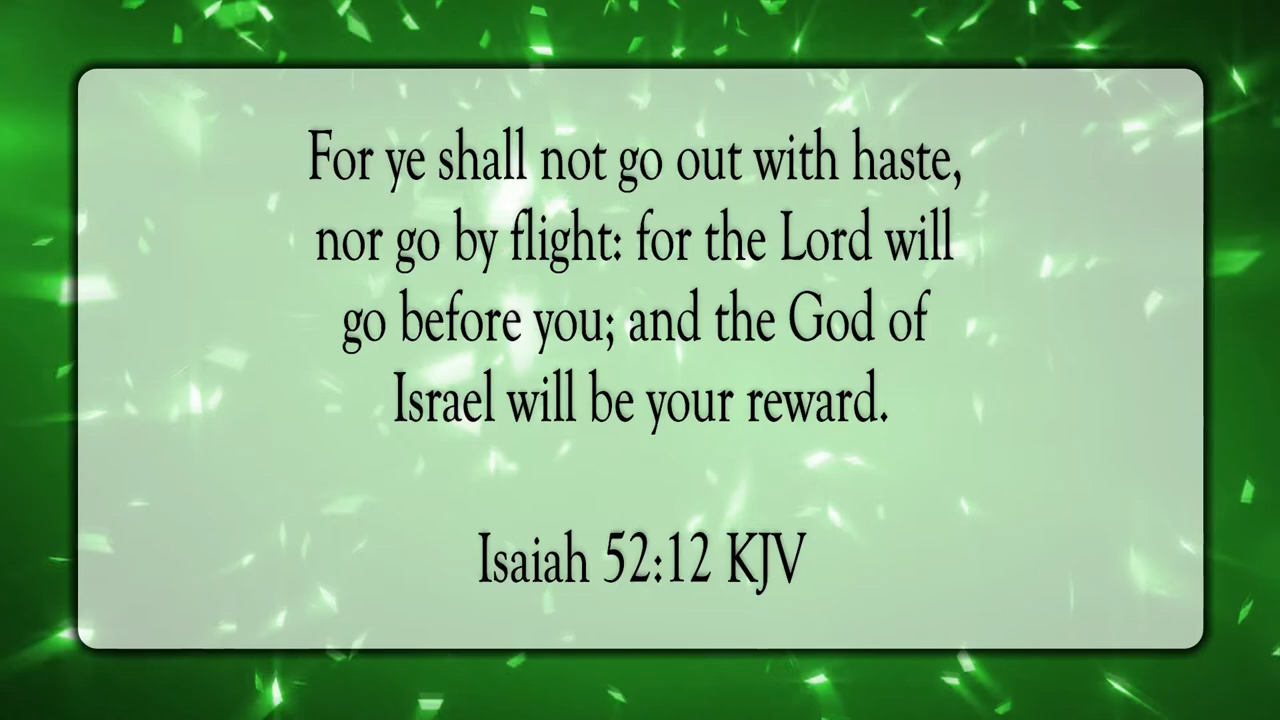 For ye shall not go out with haste,
nor go by flight: for the Lord will
go before you; and the God of
Israel will be your reward.
Isaiah 52:12 KJV